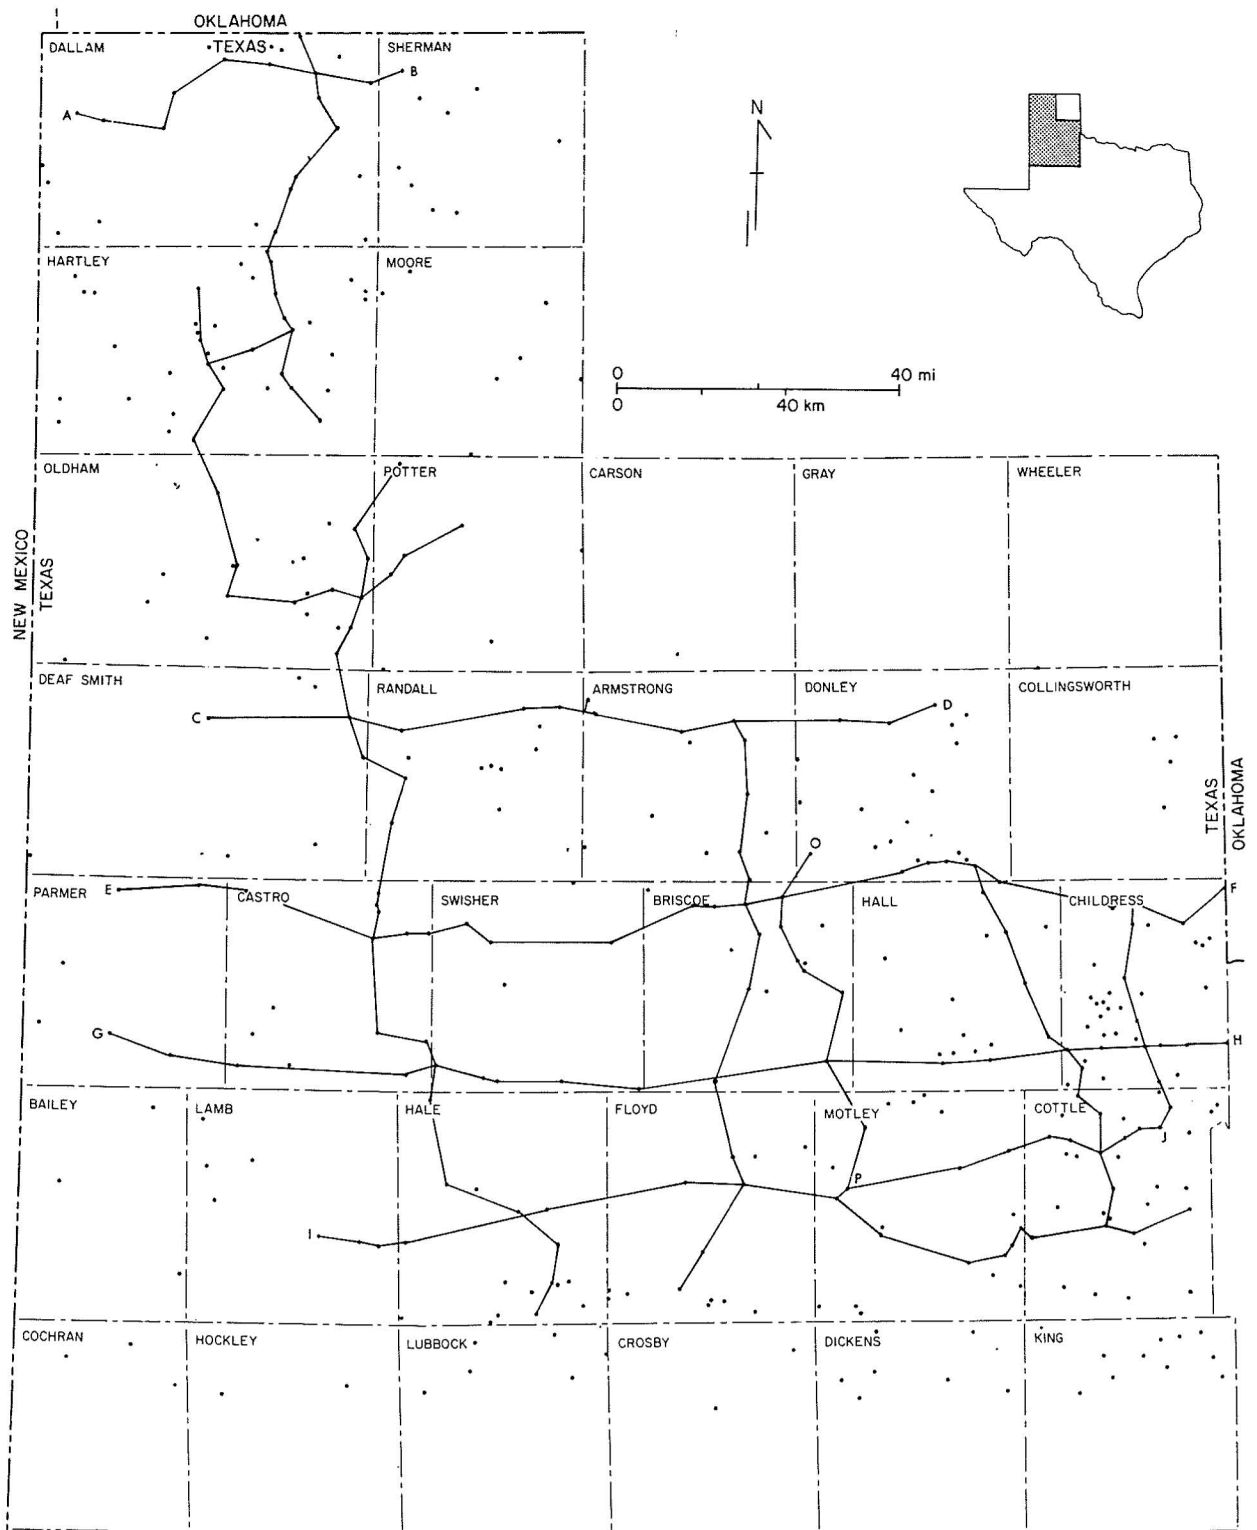 OKLAHOMA
TEXAS
DALLAM
SHERMAN
A
B
N
HARTLEY
MOORE
0 40 mi
0 40 km
OLDHAM
POTTER
CARSON
GRAY
WHEELER
NEW MEXICO
TEXAS
DEAF SMITH
RANDALL
ARMSTRONG
DONLEY
COLLINGSWORTH
C
D
TEXAS
OKLAHOMA
O
PARMER
E
CASTRO
SWISHER
BRISCOE
HALL
CHILDRESS
F
G
H
BAILEY
LAMB
HALE
FLOYD
MOTLEY
COTTLE
J
P
I
COCHRAN
HOCKLEY
LUBBOCK
CROSBY
DICKENS
KING